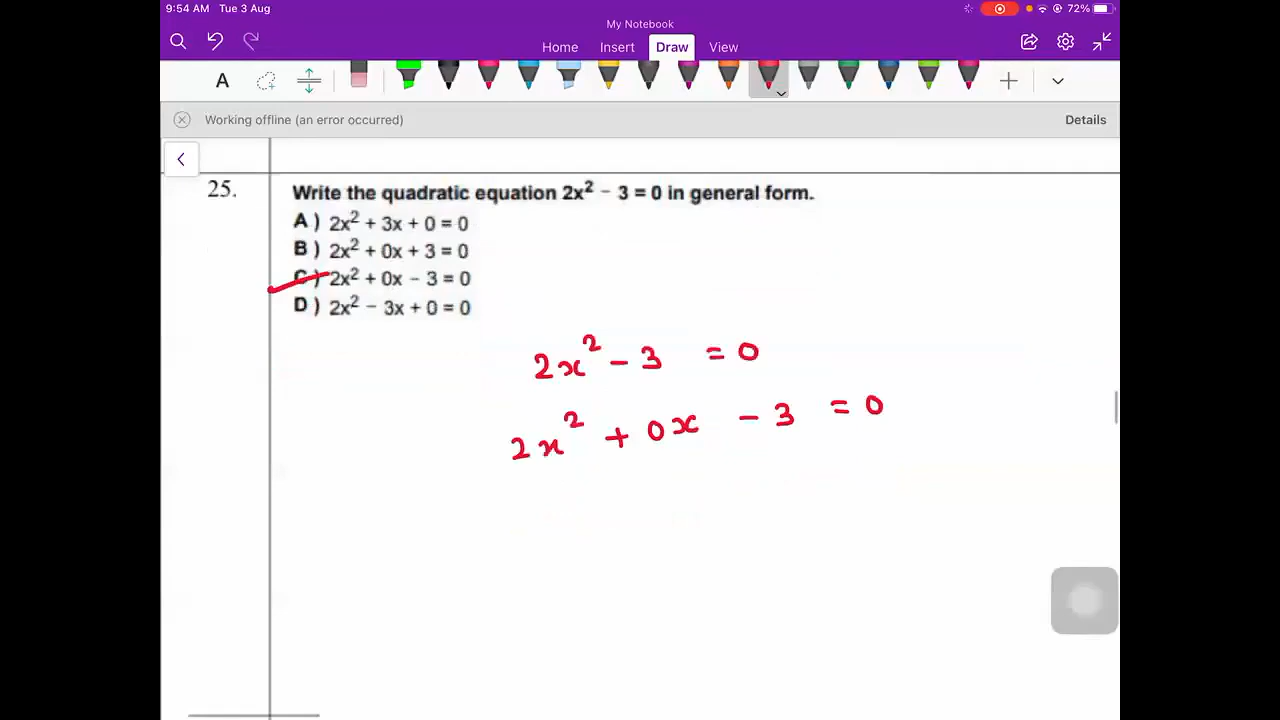 9:54 AM Tue 3 Aug
72%
My Notebook
Home Insert Draw View
A
Working offline (an error occurred) Details
25. Write the quadratic equation 2x² − 3 = 0 in general form.
A) 2x² + 3x + 0 = 0
B) 2x² + 0x + 3 = 0
C) 2x² + 0x − 3 = 0
D) 2x² − 3x + 0 = 0
2x² − 3 = 0
2x² + 0x − 3 = 0